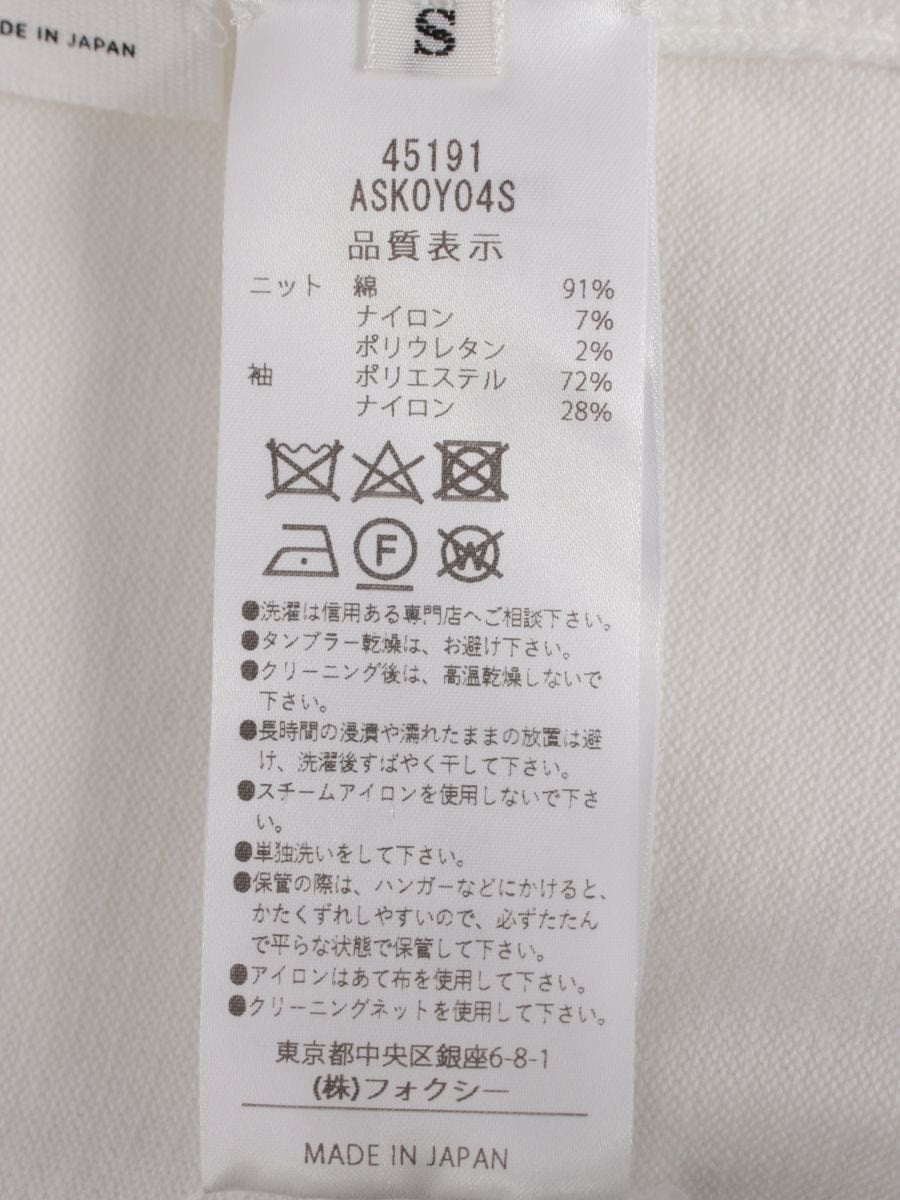 DE IN JAPAN
S
45191
ASKOY04S
品質表示
ニット 綿 91%
ナイロン 7%
ポリウレタン 2%
袖 ポリエステル 72%
ナイロン 28%
F W
●洗濯は信用ある専門店へご相談下さい。
●タンブラー乾燥は、お避け下さい。
●クリーニング後は、高温乾燥しないで
下さい。
●長時間の浸漬や濡れたままの放置は避
け、洗濯後すばやく干して下さい。
●スチームアイロンを使用しないで下さ
い。
●単独洗いをして下さい。
●保管の際は、ハンガーなどにかけると、
かたくずれしやすいので、必ずたたん
で平らな状態で保管して下さい。
●アイロンはあて布を使用して下さい。
●クリーニングネットを使用して下さい。
東京都中央区銀座6-8-1
(株)フォクシー
MADE IN JAPAN